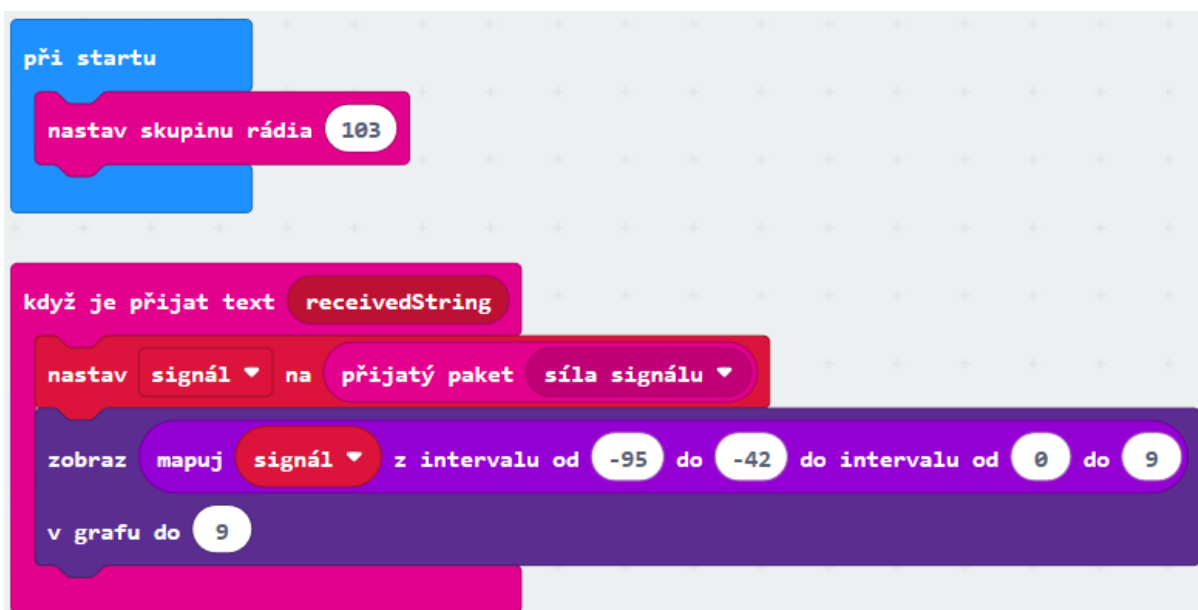 při startu
nastav skupinu rádia 103
když je přijat text receivedString
nastav signál na přijatý paket síla signálu
zobraz mapuj signál z intervalu od -95 do -42 do intervalu od 0 do 9
v grafu do 9